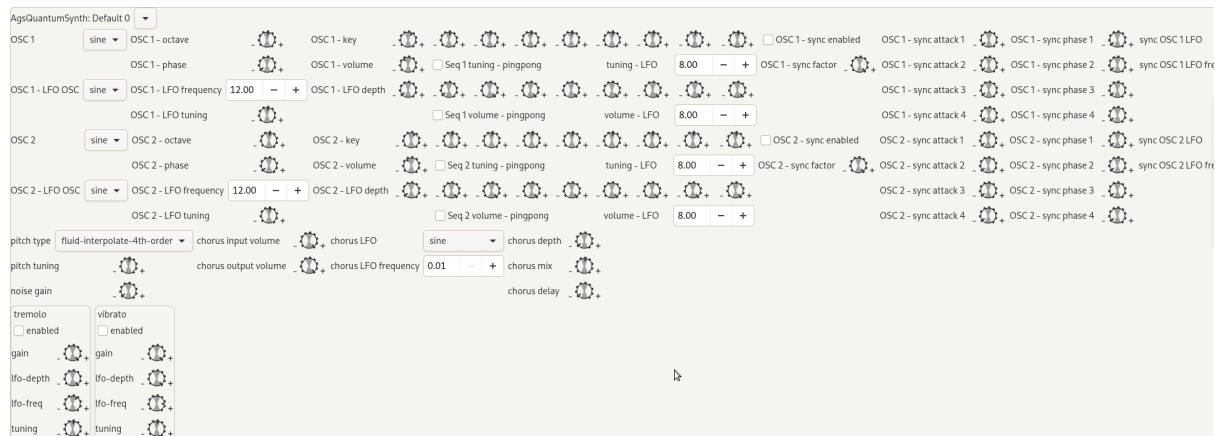 AgsQuantumSynth: Default 0
OSC 1 sine OSC 1 - octave OSC 1 - key OSC 1 - sync enabled OSC 1 - sync attack 1 OSC 1 - sync phase 1 sync OSC 1 LFO
OSC 1 - phase OSC 1 - volume Seq 1 tuning - pingpong tuning - LFO 8.00 − + OSC 1 - sync factor OSC 1 - sync attack 2 OSC 1 - sync phase 2 sync OSC 1 LFO fre
OSC 1 - LFO OSC sine OSC 1 - LFO frequency 12.00 − + OSC 1 - LFO depth OSC 1 - sync attack 3 OSC 1 - sync phase 3
OSC 1 - LFO tuning Seq 1 volume - pingpong volume - LFO 8.00 − + OSC 1 - sync attack 4 OSC 1 - sync phase 4
OSC 2 sine OSC 2 - octave OSC 2 - key OSC 2 - sync enabled OSC 2 - sync attack 1 OSC 2 - sync phase 1 sync OSC 2 LFO
OSC 2 - phase OSC 2 - volume Seq 2 tuning - pingpong tuning - LFO 8.00 − + OSC 2 - sync factor OSC 2 - sync attack 2 OSC 2 - sync phase 2 sync OSC 2 LFO fre
OSC 2 - LFO OSC sine OSC 2 - LFO frequency 12.00 − + OSC 2 - LFO depth OSC 2 - sync attack 3 OSC 2 - sync phase 3
OSC 2 - LFO tuning Seq 2 volume - pingpong volume - LFO 8.00 − + OSC 2 - sync attack 4 OSC 2 - sync phase 4
pitch type fluid-interpolate-4th-order chorus input volume chorus LFO sine chorus depth
pitch tuning chorus output volume chorus LFO frequency 0.01 − + chorus mix
noise gain chorus delay
tremolo vibrato
enabled enabled
gain gain
lfo-depth lfo-depth
lfo-freq lfo-freq
tuning tuning